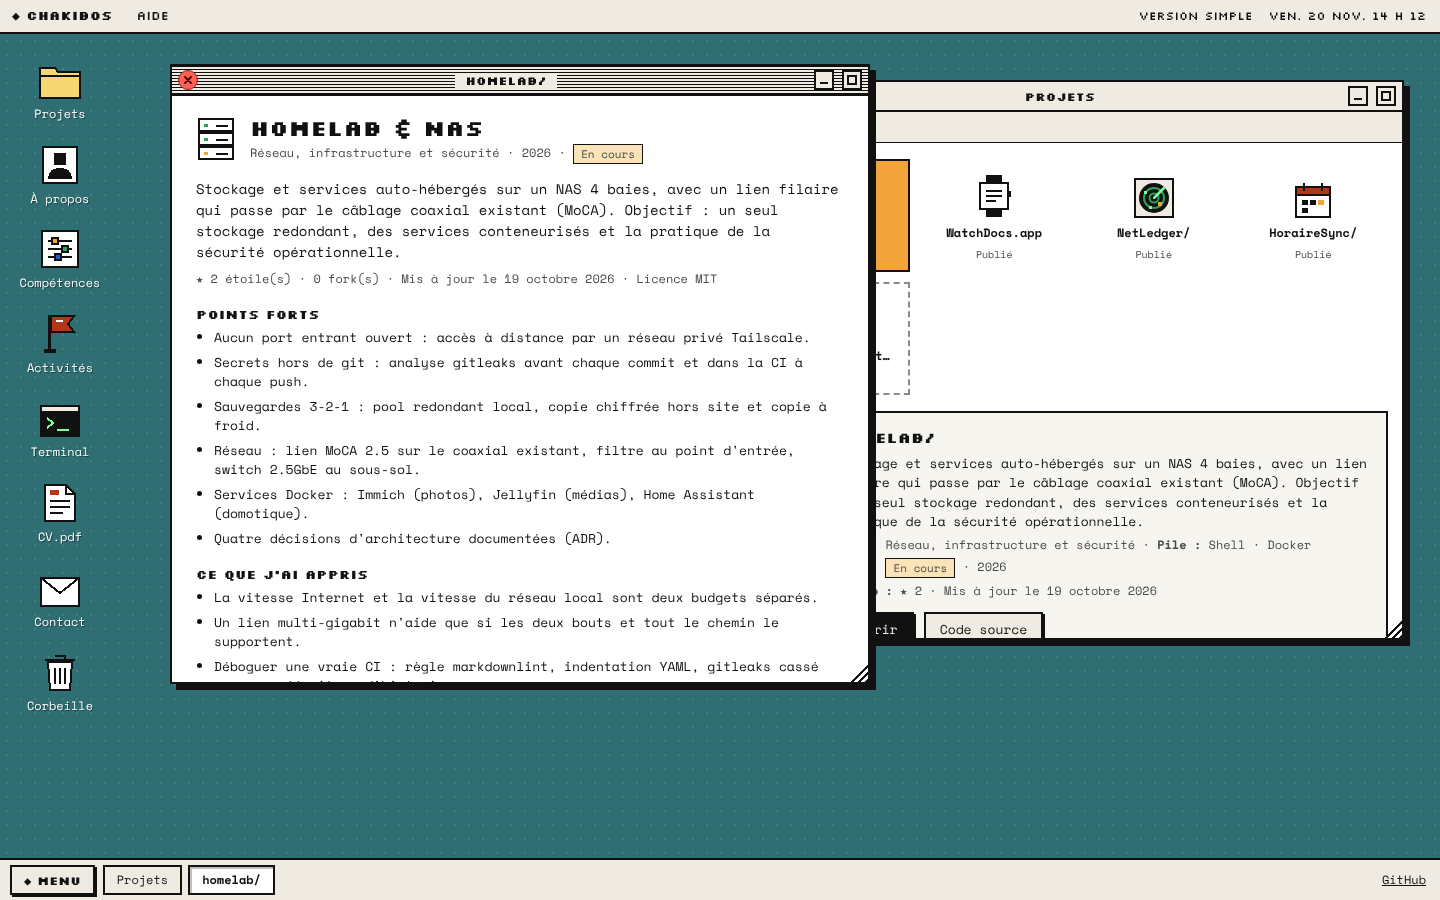 CHAKIDOS AIDE
VERSION SIMPLE VEN. 20 NOV. 14 H 12
Projets
À propos
Compétences
Activités
Terminal
CV.pdf
Contact
Corbeille
HOMELAB/
HOMELAB & NAS
Réseau, infrastructure et sécurité · 2026 · En cours
Stockage et services auto-hébergés sur un NAS 4 baies, avec un lien filaire
qui passe par le câblage coaxial existant (MoCA). Objectif : un seul
stockage redondant, des services conteneurisés et la pratique de la
sécurité opérationnelle.
★ 2 étoile(s) · 0 fork(s) · Mis à jour le 19 octobre 2026 · Licence MIT
POINTS FORTS
• Aucun port entrant ouvert : accès à distance par un réseau privé Tailscale.
• Secrets hors de git : analyse gitleaks avant chaque commit et dans la CI à
chaque push.
• Sauvegardes 3-2-1 : pool redondant local, copie chiffrée hors site et copie à
froid.
• Réseau : lien MoCA 2.5 sur le coaxial existant, filtre au point d'entrée,
switch 2.5GbE au sous-sol.
• Services Docker : Immich (photos), Jellyfin (médias), Home Assistant
(domotique).
• Quatre décisions d'architecture documentées (ADR).
CE QUE J'AI APPRIS
• La vitesse Internet et la vitesse du réseau local sont deux budgets séparés.
• Un lien multi-gigabit n'aide que si les deux bouts et tout le chemin le
supportent.
• Déboguer une vraie CI : règle markdownlint, indentation YAML, gitleaks cassé
PROJETS
WatchDocs.app
Publié
NetLedger/
Publié
HoraireSync/
Publié
t…
ELAB/
age et services auto-hébergés sur un NAS 4 baies, avec un lien
re qui passe par le câblage coaxial existant (MoCA). Objectif
seul stockage redondant, des services conteneurisés et la
que de la sécurité opérationnelle.
Réseau, infrastructure et sécurité · Pile : Shell · Docker
En cours · 2026
: ★ 2 · Mis à jour le 19 octobre 2026
rir Code source
MENU Projets homelab/
GitHub